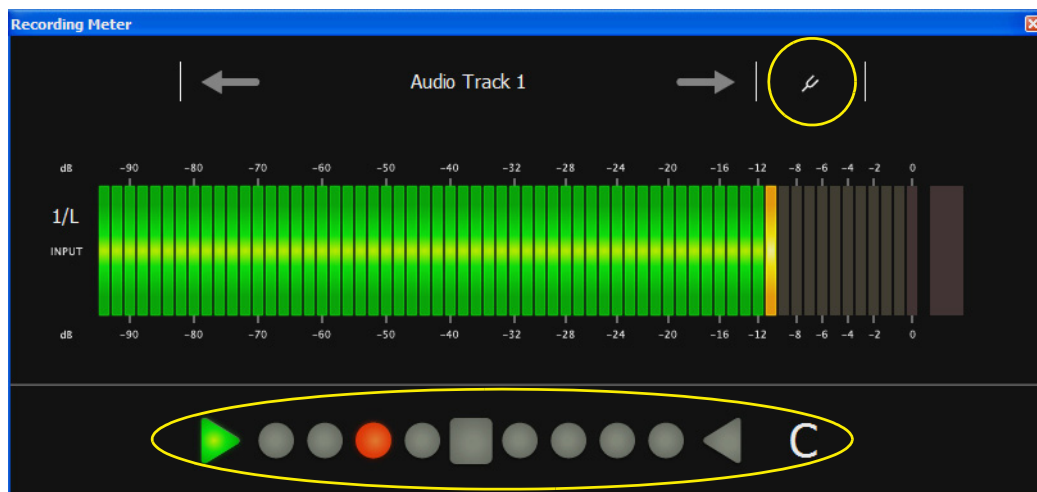 Recording Meter
Audio Track 1
dB -90 -80 -70 -60 -50 -40 -32 -28 -24 -20 -16 -12 -8 -6 -4 -2 0
1/L
INPUT
dB -90 -80 -70 -60 -50 -40 -32 -28 -24 -20 -16 -12 -8 -6 -4 -2 0
C